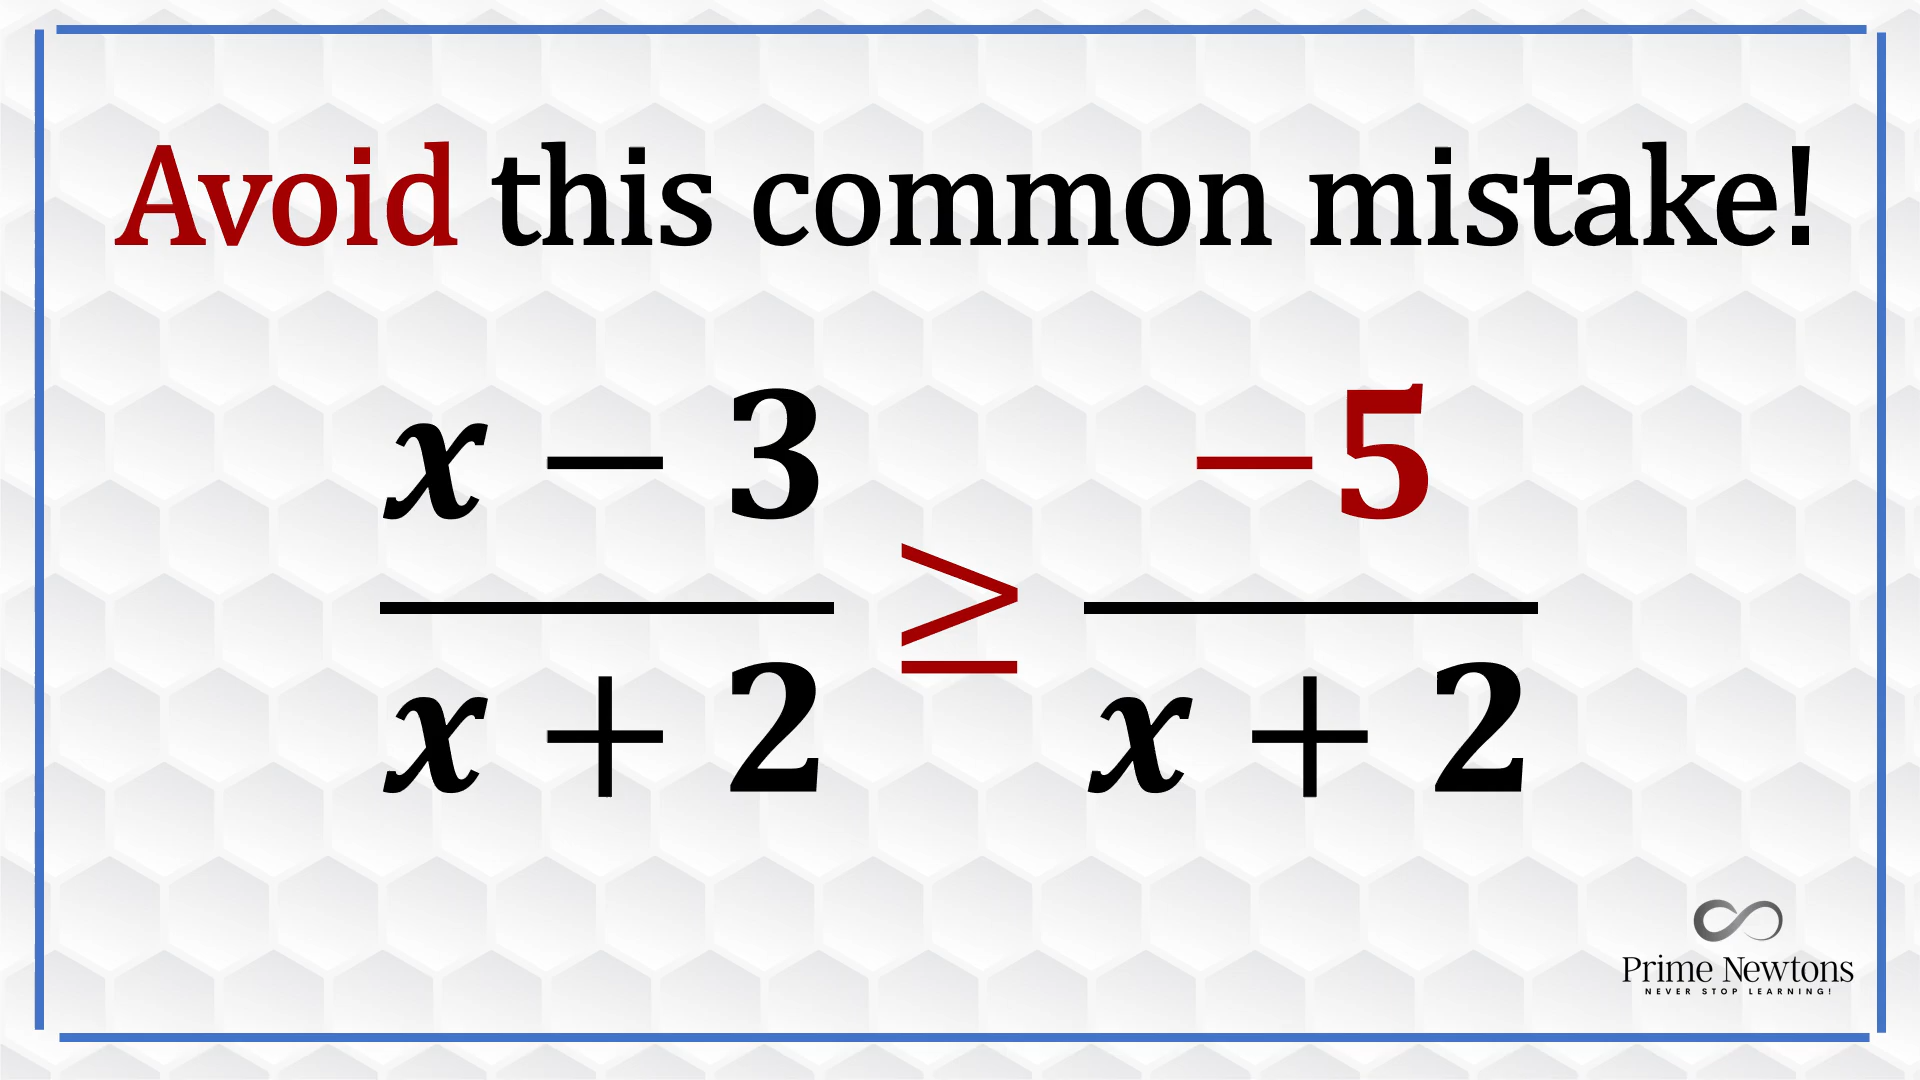 Avoid this common mistake!
x − 3 / x + 2 ≥ −5 / x + 2
Prime Newtons
NEVER STOP LEARNING!